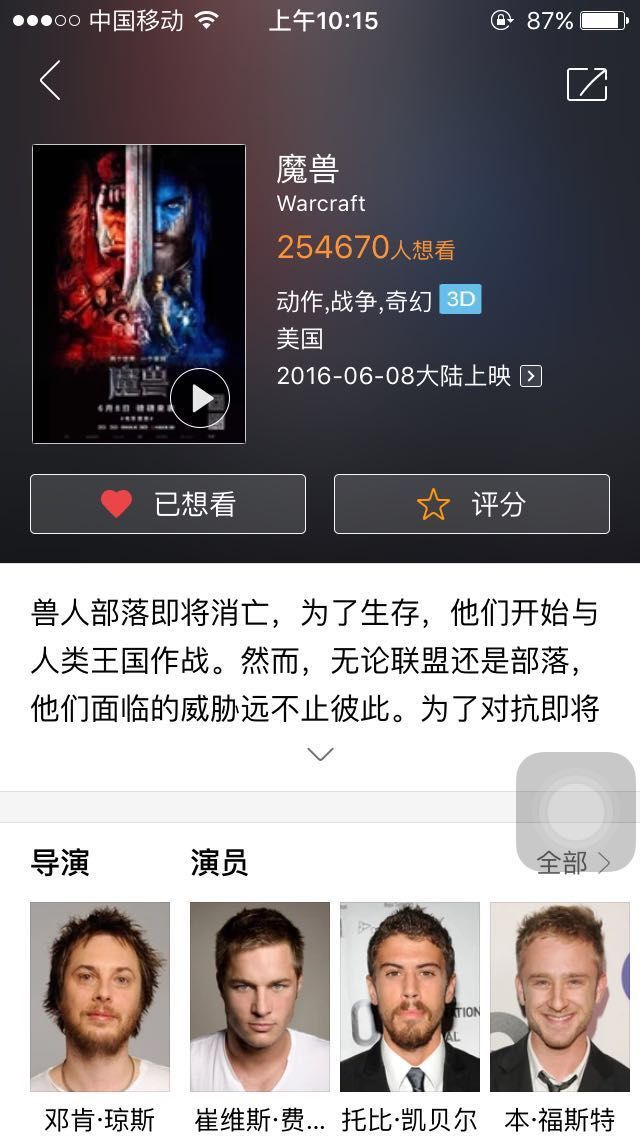 中国移动 上午10:15 87%
魔兽
Warcraft
254670人想看
动作,战争,奇幻 3D
美国
2016-06-08大陆上映
魔兽
已想看
评分
兽人部落即将消亡，为了生存，他们开始与
人类王国作战。然而，无论联盟还是部落，
他们面临的威胁远不止彼此。为了对抗即将
导演 演员 全部
邓肯·琼斯 崔维斯·费... 托比·凯贝尔 本·福斯特